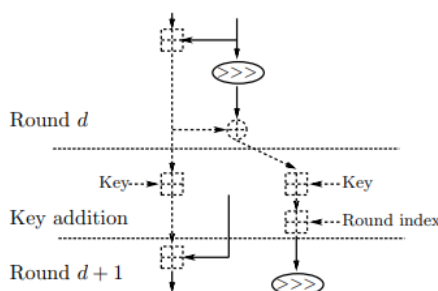 >>>
Round d
Key
Key
Key addition
Round index
Round d + 1
>>>